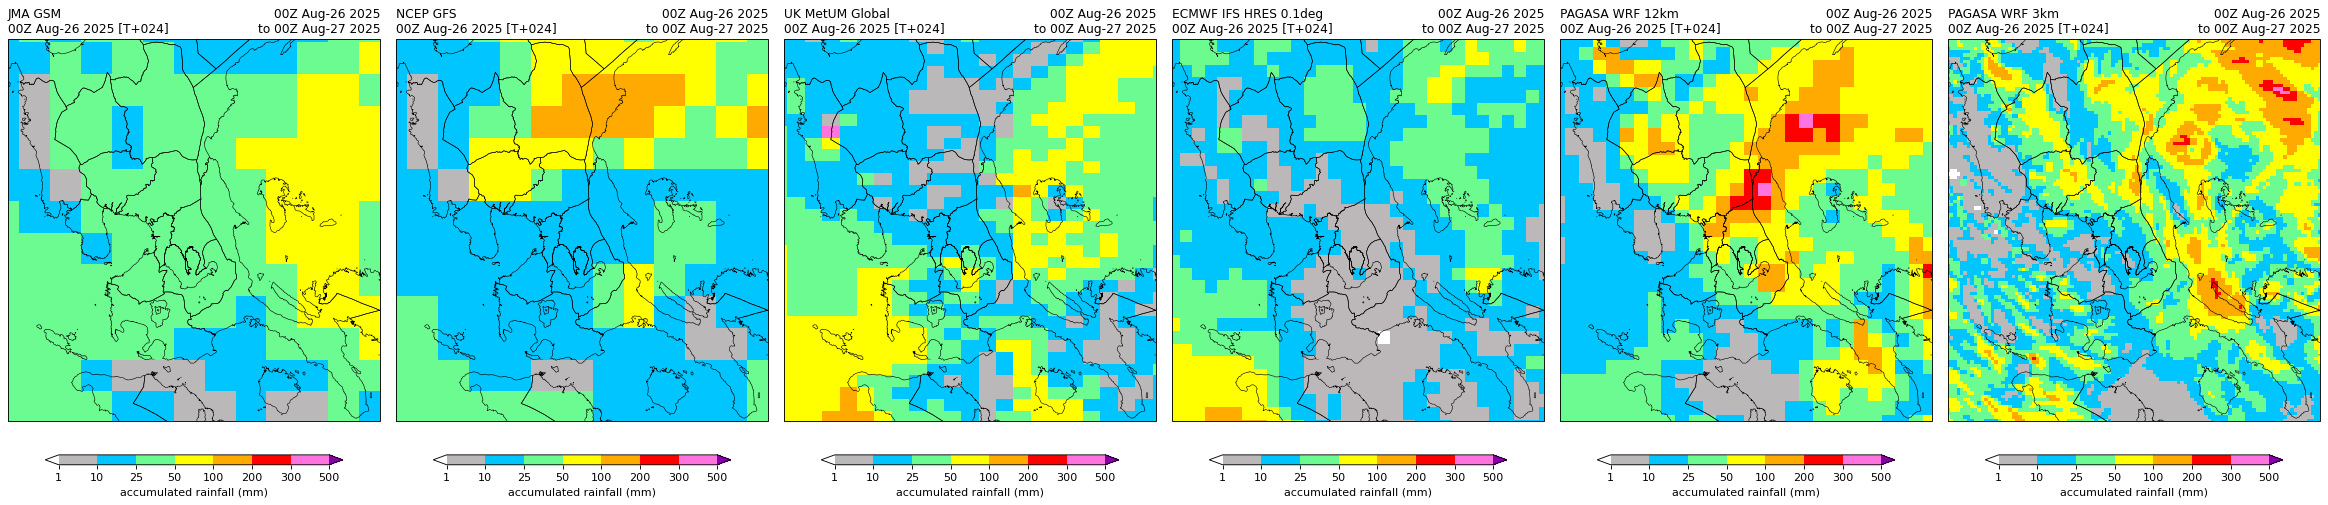 JMA GSM 00Z Aug-26 2025
00Z Aug-26 2025 [T+024] to 00Z Aug-27 2025
1 10 25 50 100 200 300 500
accumulated rainfall (mm)
NCEP GFS 00Z Aug-26 2025
00Z Aug-26 2025 [T+024] to 00Z Aug-27 2025
1 10 25 50 100 200 300 500
accumulated rainfall (mm)
UK MetUM Global 00Z Aug-26 2025
00Z Aug-26 2025 [T+024] to 00Z Aug-27 2025
1 10 25 50 100 200 300 500
accumulated rainfall (mm)
ECMWF IFS HRES 0.1deg 00Z Aug-26 2025
00Z Aug-26 2025 [T+024] to 00Z Aug-27 2025
1 10 25 50 100 200 300 500
accumulated rainfall (mm)
PAGASA WRF 12km 00Z Aug-26 2025
00Z Aug-26 2025 [T+024] to 00Z Aug-27 2025
1 10 25 50 100 200 300 500
accumulated rainfall (mm)
PAGASA WRF 3km 00Z Aug-26 2025
00Z Aug-26 2025 [T+024] to 00Z Aug-27 2025
1 10 25 50 100 200 300 500
accumulated rainfall (mm)